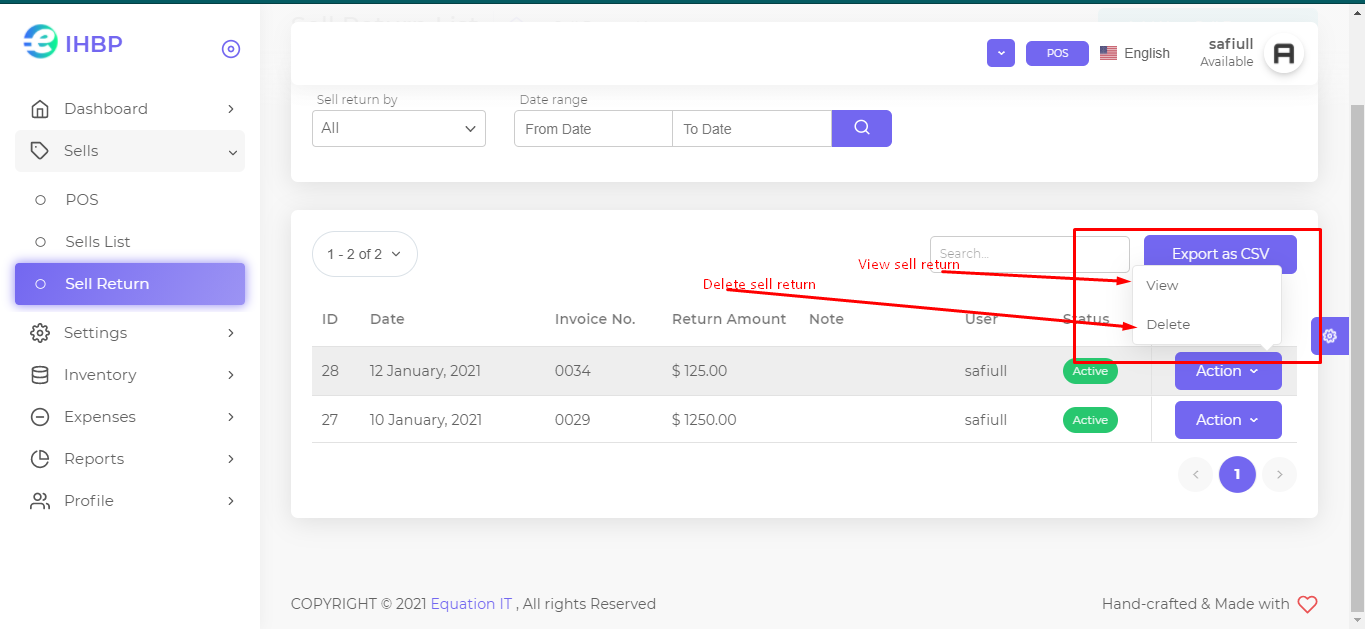 IHBP
POS
English
safiull
Available
Dashboard
Sells
POS
Sells List
Sell Return
Settings
Inventory
Expenses
Reports
Profile
Sell return by
Date range
All
From Date
To Date
1 - 2 of 2
Search...
Export as CSV
View sell return
View
Delete sell return
Delete
ID Date Invoice No. Return Amount Note User Status
28 12 January, 2021 0034 $ 125.00 safiull Active Action
27 10 January, 2021 0029 $ 1250.00 safiull Active Action
1
COPYRIGHT © 2021 Equation IT , All rights Reserved
Hand-crafted & Made with